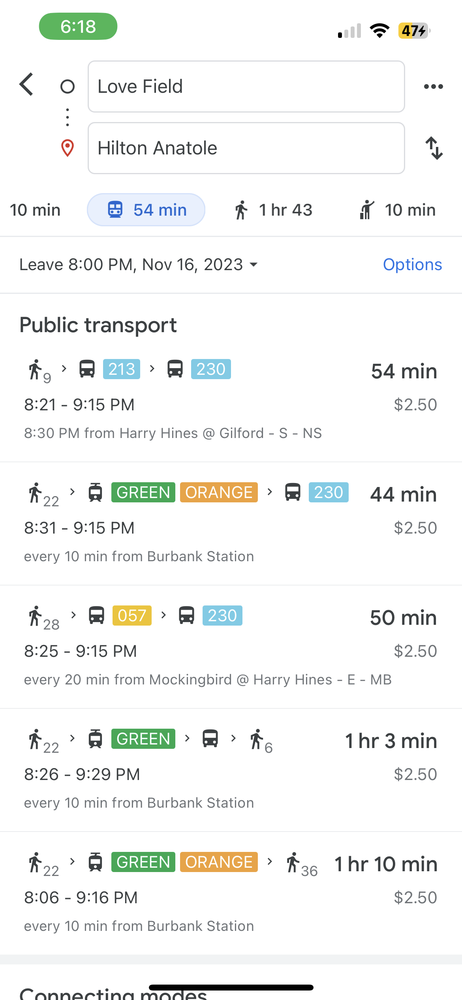 6:18
47
Love Field
Hilton Anatole
10 min 54 min 1 hr 43 10 min
Leave 8:00 PM, Nov 16, 2023 Options
Public transport
9 213 230 54 min
8:21 - 9:15 PM $2.50
8:30 PM from Harry Hines @ Gilford - S - NS
22 GREEN ORANGE 230 44 min
8:31 - 9:15 PM $2.50
every 10 min from Burbank Station
28 057 230 50 min
8:25 - 9:15 PM $2.50
every 20 min from Mockingbird @ Harry Hines - E - MB
22 GREEN 6 1 hr 3 min
8:26 - 9:29 PM $2.50
every 10 min from Burbank Station
22 GREEN ORANGE 36 1 hr 10 min
8:06 - 9:16 PM $2.50
every 10 min from Burbank Station
Connecting modes